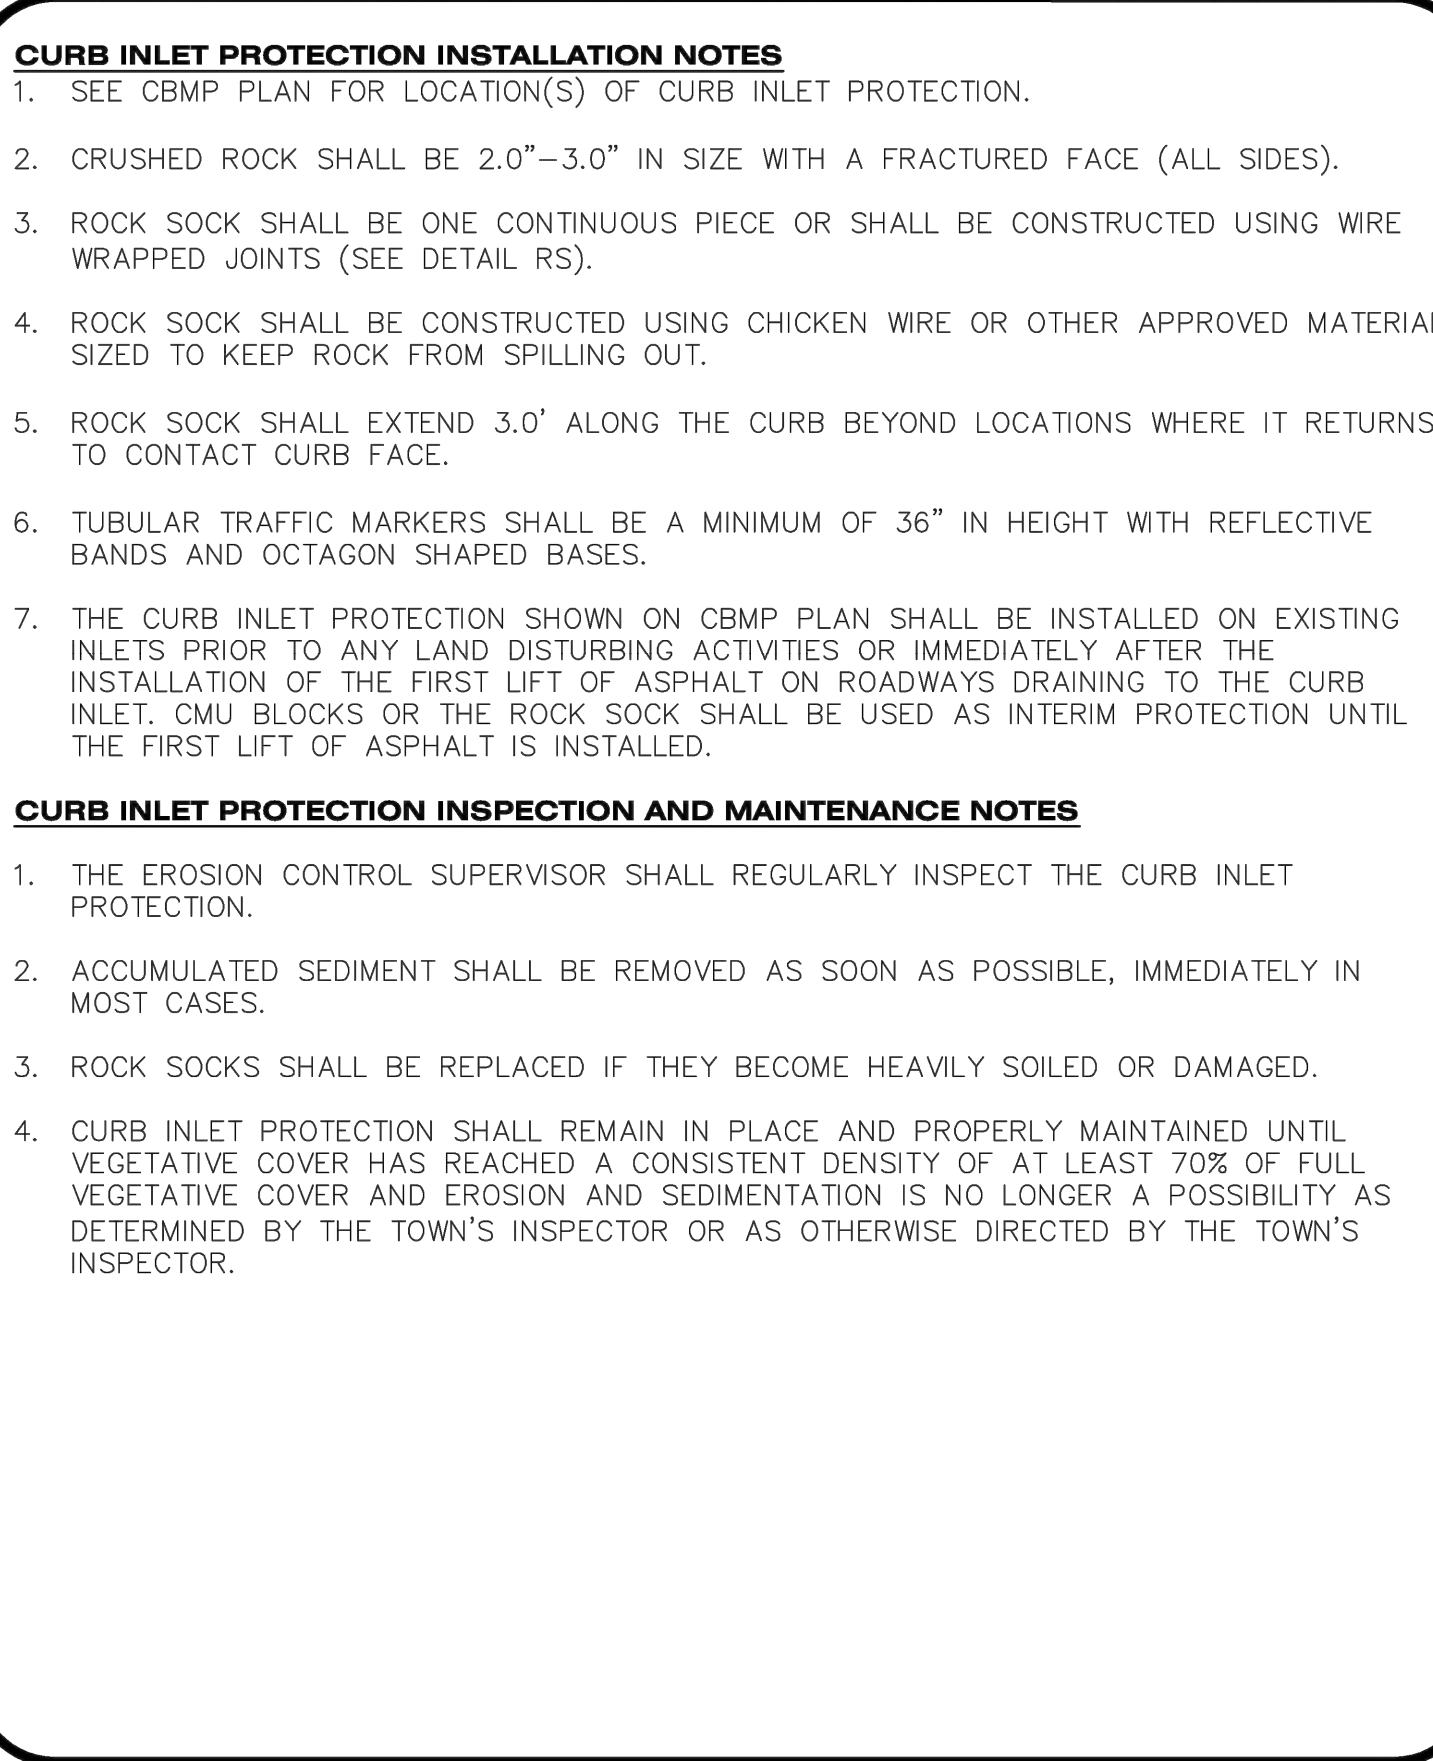 CURB INLET PROTECTION INSTALLATION NOTES
1. SEE CBMP PLAN FOR LOCATION(S) OF CURB INLET PROTECTION.
2. CRUSHED ROCK SHALL BE 2.0”–3.0” IN SIZE WITH A FRACTURED FACE (ALL SIDES).
3. ROCK SOCK SHALL BE ONE CONTINUOUS PIECE OR SHALL BE CONSTRUCTED USING WIRE
WRAPPED JOINTS (SEE DETAIL RS).
4. ROCK SOCK SHALL BE CONSTRUCTED USING CHICKEN WIRE OR OTHER APPROVED MATERIAL
SIZED TO KEEP ROCK FROM SPILLING OUT.
5. ROCK SOCK SHALL EXTEND 3.0’ ALONG THE CURB BEYOND LOCATIONS WHERE IT RETURNS
TO CONTACT CURB FACE.
6. TUBULAR TRAFFIC MARKERS SHALL BE A MINIMUM OF 36” IN HEIGHT WITH REFLECTIVE
BANDS AND OCTAGON SHAPED BASES.
7. THE CURB INLET PROTECTION SHOWN ON CBMP PLAN SHALL BE INSTALLED ON EXISTING
INLETS PRIOR TO ANY LAND DISTURBING ACTIVITIES OR IMMEDIATELY AFTER THE
INSTALLATION OF THE FIRST LIFT OF ASPHALT ON ROADWAYS DRAINING TO THE CURB
INLET. CMU BLOCKS OR THE ROCK SOCK SHALL BE USED AS INTERIM PROTECTION UNTIL
THE FIRST LIFT OF ASPHALT IS INSTALLED.
CURB INLET PROTECTION INSPECTION AND MAINTENANCE NOTES
1. THE EROSION CONTROL SUPERVISOR SHALL REGULARLY INSPECT THE CURB INLET
PROTECTION.
2. ACCUMULATED SEDIMENT SHALL BE REMOVED AS SOON AS POSSIBLE, IMMEDIATELY IN
MOST CASES.
3. ROCK SOCKS SHALL BE REPLACED IF THEY BECOME HEAVILY SOILED OR DAMAGED.
4. CURB INLET PROTECTION SHALL REMAIN IN PLACE AND PROPERLY MAINTAINED UNTIL
VEGETATIVE COVER HAS REACHED A CONSISTENT DENSITY OF AT LEAST 70% OF FULL
VEGETATIVE COVER AND EROSION AND SEDIMENTATION IS NO LONGER A POSSIBILITY AS
DETERMINED BY THE TOWN’S INSPECTOR OR AS OTHERWISE DIRECTED BY THE TOWN’S
INSPECTOR.